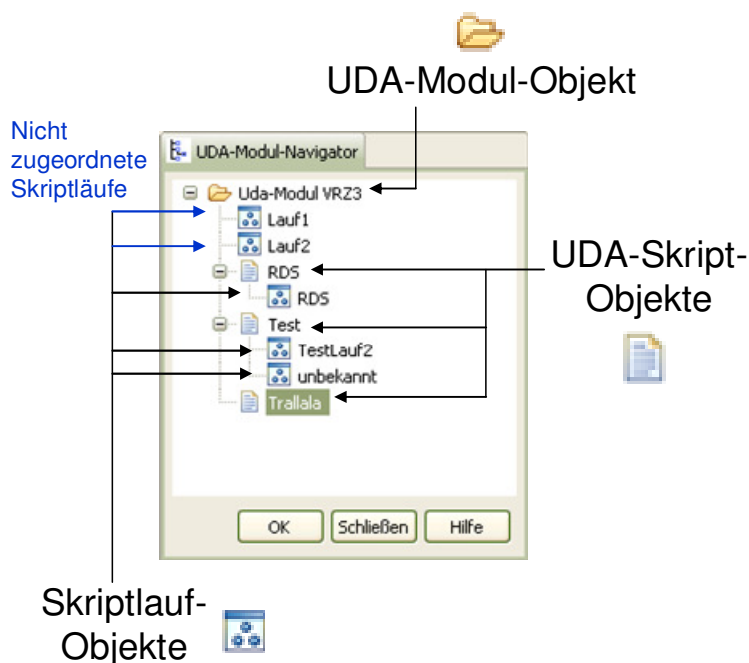 UDA-Modul-Objekt
Nicht
zugeordnete
Skriptläufe
UDA-Modul-Navigator
Uda-Modul VRZ3
Lauf1
Lauf2
RDS
RDS
Test
TestLauf2
unbekannt
Trallala
UDA-Skript-
Objekte
OK Schließen Hilfe
Skriptlauf-
Objekte